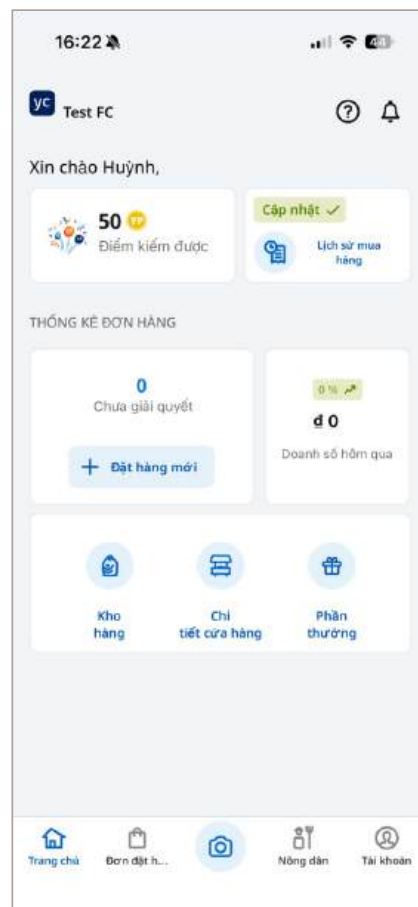 16:22
44
yc Test FC
Xin chào Huỳnh,
50 YP
Điểm kiếm được
Cập nhật
Lịch sử mua
hàng
THỐNG KÊ ĐƠN HÀNG
0
Chưa giải quyết
+ Đặt hàng mới
0 %
₫ 0
Doanh số hôm qua
Kho
hàng
Chi
tiết cửa hàng
Phần
thưởng
Trang chủ
Đơn đặt h...
Nông dân
Tài khoản